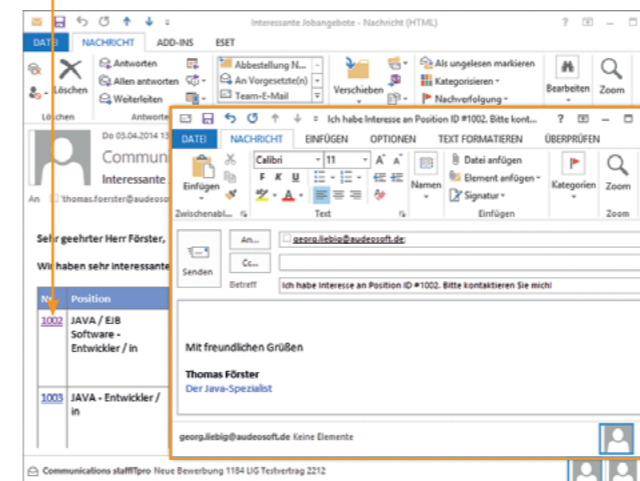 Interessante Jobangebote - Nachricht (HTML)
DATEI NACHRICHT ADD-INS ESET
Löschen
Antworten
Allen antworten
Weiterleiten
Abbestellung N...
An Vorgesetzte(n)
Team-E-Mail
Verschieben
Als ungelesen markieren
Kategorisieren
Nachverfolgung
Bearbeiten
Zoom
Löschen
Do 03.04.2014 13
Commun
Interessante
An thomas.foerster@audeoso
Sehr geehrter Herr Förster,
Wir haben sehr interessante
Position
1002 JAVA / EJB
Software -
Entwickler / in
1003 JAVA - Entwickler /
in
Communications staffITpro Neue Bewerbung 1184 LIG Testvertrag 2212
Ich habe Interesse an Position ID #1002. Bitte kont...
DATEI NACHRICHT EINFÜGEN OPTIONEN TEXT FORMATIEREN ÜBERPRÜFEN
Einfügen
Calibri 11
F K U
Namen
Datei anfügen
Element anfügen
Signatur
Kategorien
Zoom
Zwischenabl... Text Einfügen Zoom
Senden
An... georg.liebig@audeosoft.de;
Cc...
Betreff Ich habe Interesse an Position ID #1002. Bitte kontaktieren Sie mich!
Mit freundlichen Grüßen
Thomas Förster
Der Java-Spezialist
georg.liebig@audeosoft.de Keine Elemente